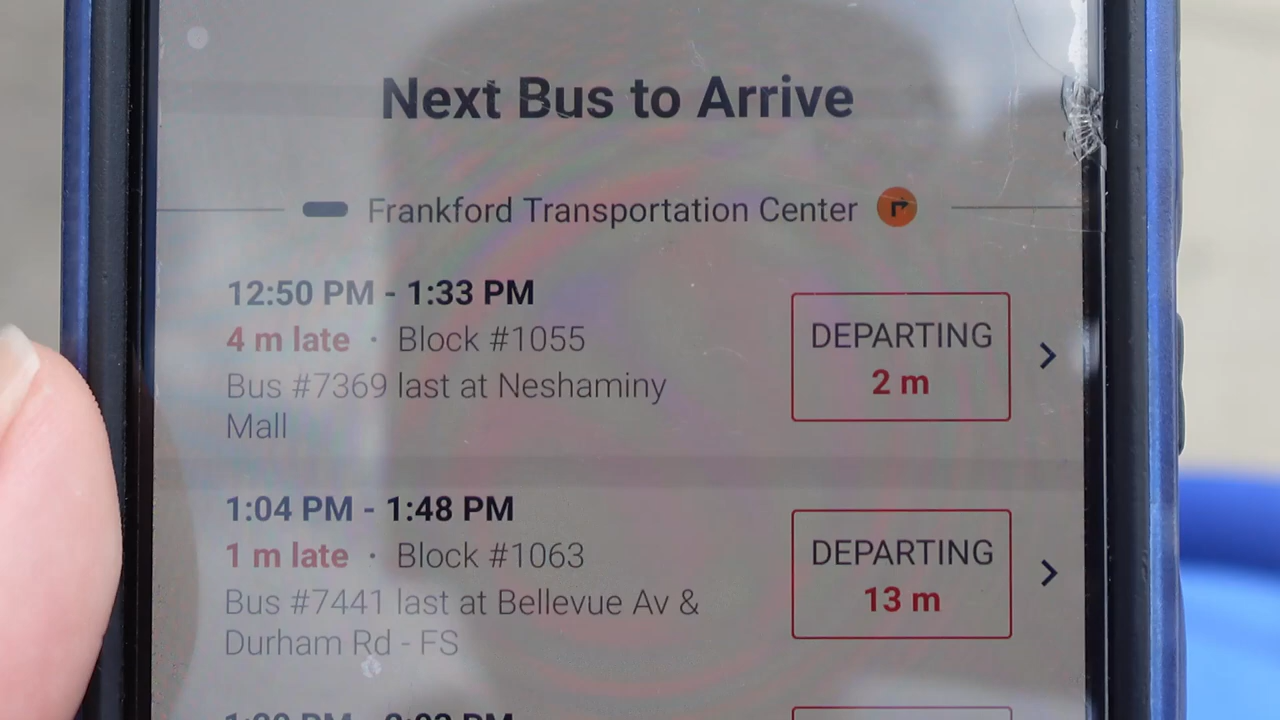 Next Bus to Arrive
Frankford Transportation Center
12:50 PM - 1:33 PM
4 m late · Block #1055
Bus #7369 last at Neshaminy
Mall
DEPARTING
2 m
1:04 PM - 1:48 PM
1 m late · Block #1063
Bus #7441 last at Bellevue Av &
Durham Rd - FS
DEPARTING
13 m